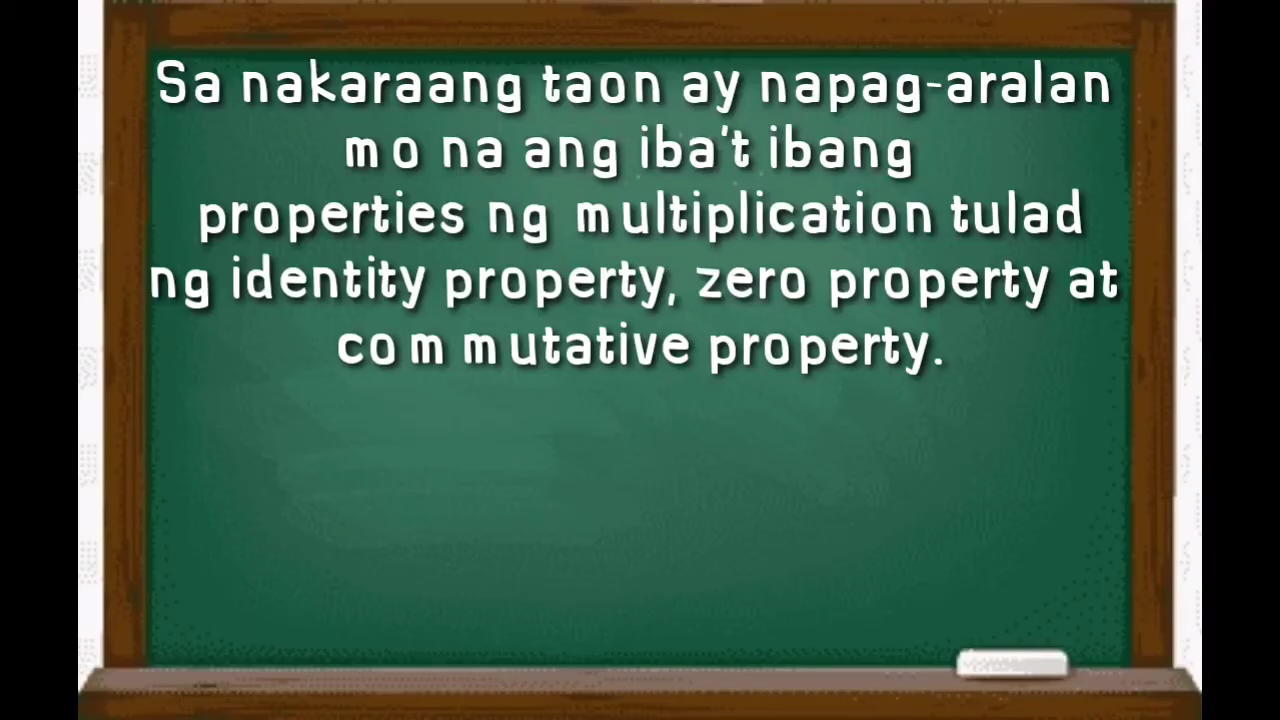 Sa nakaraang taon ay napag-aralan
mo na ang iba't ibang
properties ng multiplication tulad
ng identity property, zero property at
commutative property.